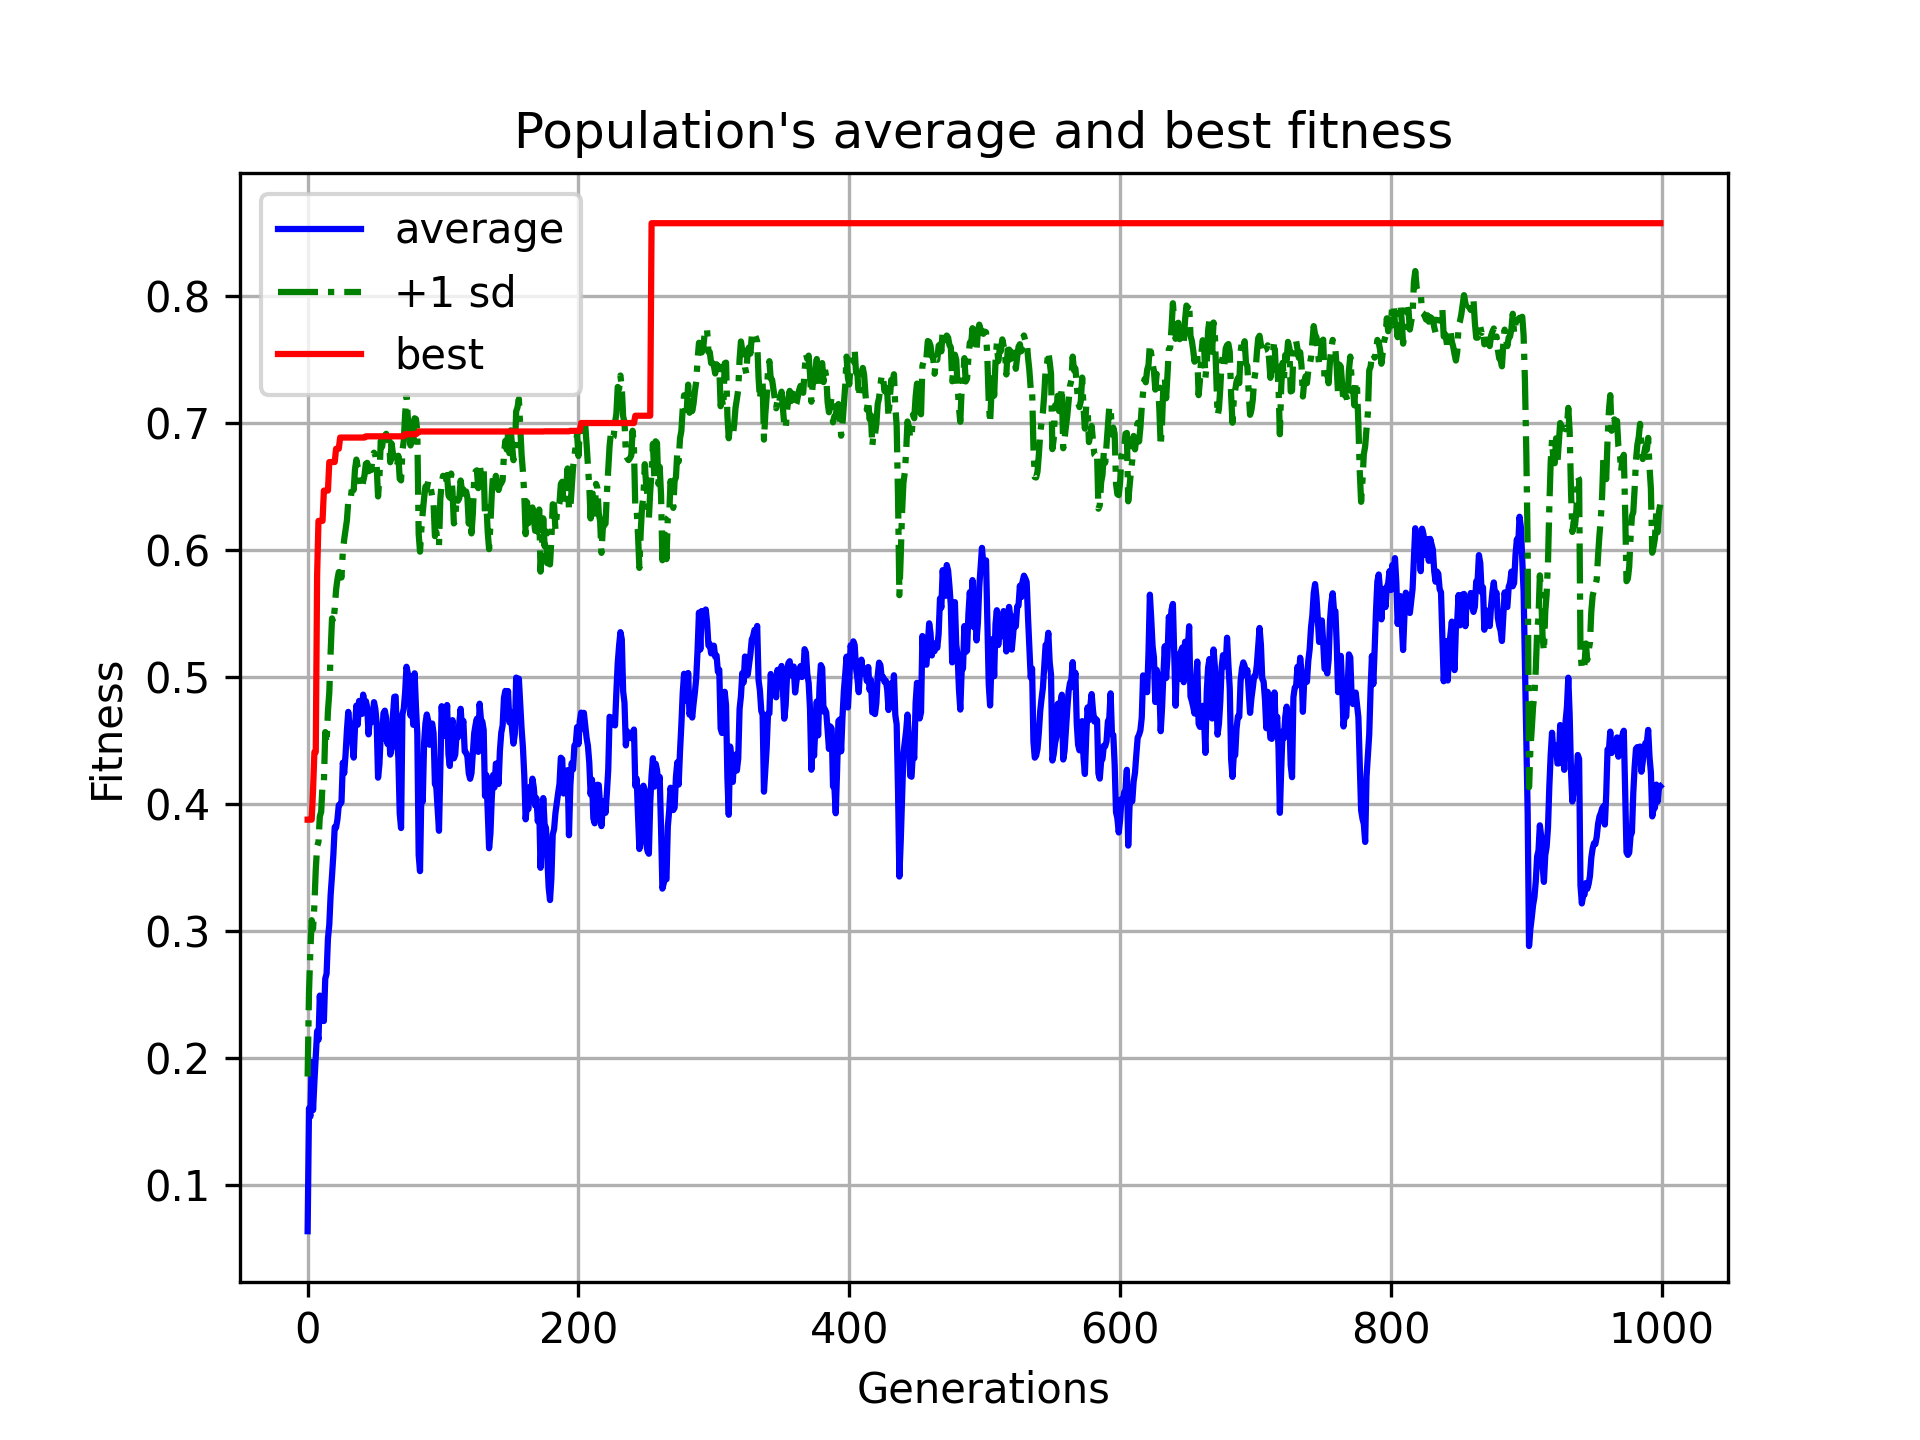 Population's average and best fitness
average
+1 sd
best
Fitness
0.8
0.7
0.6
0.5
0.4
0.3
0.2
0.1
0 200 400 600 800 1000
Generations